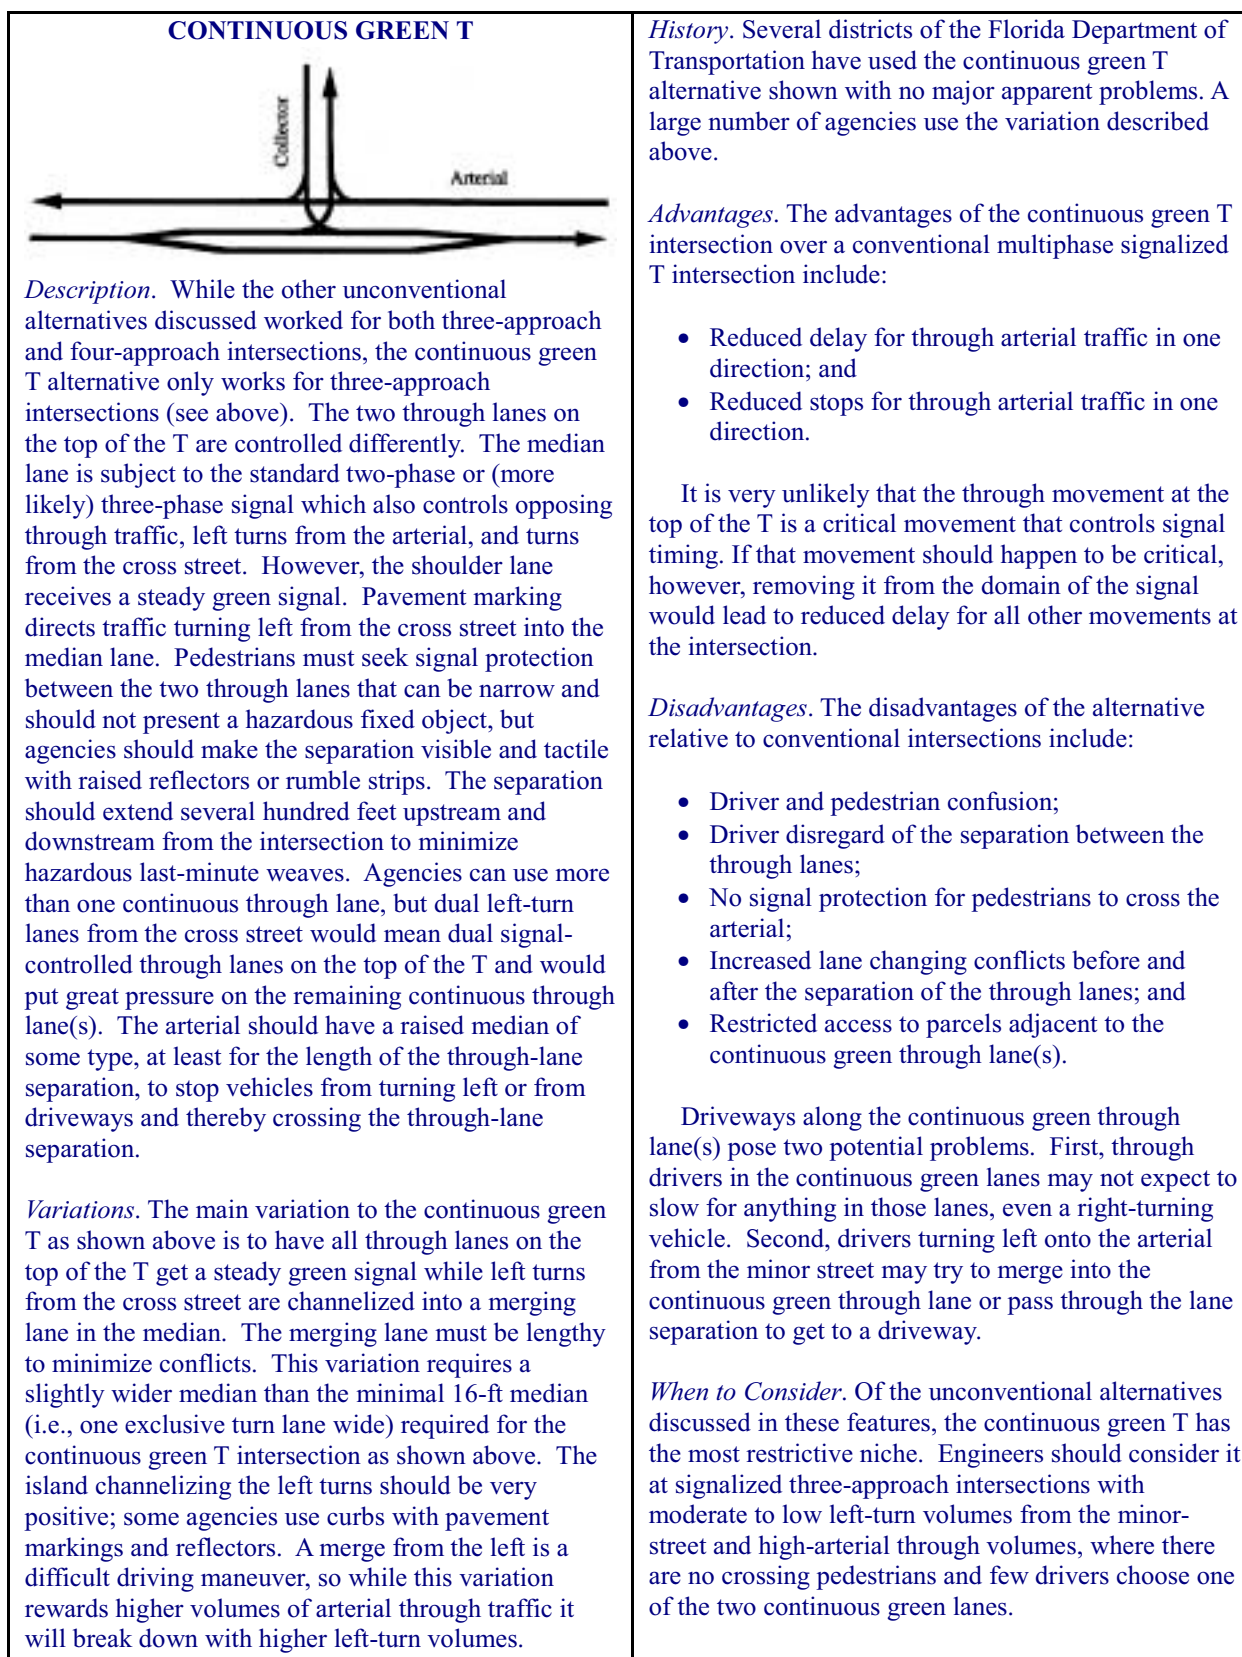 CONTINUOUS GREEN T
Collector
Arterial
Description. While the other unconventional
alternatives discussed worked for both three-approach
and four-approach intersections, the continuous green
T alternative only works for three-approach
intersections (see above). The two through lanes on
the top of the T are controlled differently. The median
lane is subject to the standard two-phase or (more
likely) three-phase signal which also controls opposing
through traffic, left turns from the arterial, and turns
from the cross street. However, the shoulder lane
receives a steady green signal. Pavement marking
directs traffic turning left from the cross street into the
median lane. Pedestrians must seek signal protection
between the two through lanes that can be narrow and
should not present a hazardous fixed object, but
agencies should make the separation visible and tactile
with raised reflectors or rumble strips. The separation
should extend several hundred feet upstream and
downstream from the intersection to minimize
hazardous last-minute weaves. Agencies can use more
than one continuous through lane, but dual left-turn
lanes from the cross street would mean dual signal-
controlled through lanes on the top of the T and would
put great pressure on the remaining continuous through
lane(s). The arterial should have a raised median of
some type, at least for the length of the through-lane
separation, to stop vehicles from turning left or from
driveways and thereby crossing the through-lane
separation.
Variations. The main variation to the continuous green
T as shown above is to have all through lanes on the
top of the T get a steady green signal while left turns
from the cross street are channelized into a merging
lane in the median. The merging lane must be lengthy
to minimize conflicts. This variation requires a
slightly wider median than the minimal 16-ft median
(i.e., one exclusive turn lane wide) required for the
continuous green T intersection as shown above. The
island channelizing the left turns should be very
positive; some agencies use curbs with pavement
markings and reflectors. A merge from the left is a
difficult driving maneuver, so while this variation
rewards higher volumes of arterial through traffic it
will break down with higher left-turn volumes.
History. Several districts of the Florida Department of
Transportation have used the continuous green T
alternative shown with no major apparent problems. A
large number of agencies use the variation described
above.
Advantages. The advantages of the continuous green T
intersection over a conventional multiphase signalized
T intersection include:
• Reduced delay for through arterial traffic in one
direction; and
• Reduced stops for through arterial traffic in one
direction.
It is very unlikely that the through movement at the
top of the T is a critical movement that controls signal
timing. If that movement should happen to be critical,
however, removing it from the domain of the signal
would lead to reduced delay for all other movements at
the intersection.
Disadvantages. The disadvantages of the alternative
relative to conventional intersections include:
• Driver and pedestrian confusion;
• Driver disregard of the separation between the
through lanes;
• No signal protection for pedestrians to cross the
arterial;
• Increased lane changing conflicts before and
after the separation of the through lanes; and
• Restricted access to parcels adjacent to the
continuous green through lane(s).
Driveways along the continuous green through
lane(s) pose two potential problems. First, through
drivers in the continuous green lanes may not expect to
slow for anything in those lanes, even a right-turning
vehicle. Second, drivers turning left onto the arterial
from the minor street may try to merge into the
continuous green through lane or pass through the lane
separation to get to a driveway.
When to Consider. Of the unconventional alternatives
discussed in these features, the continuous green T has
the most restrictive niche. Engineers should consider it
at signalized three-approach intersections with
moderate to low left-turn volumes from the minor-
street and high-arterial through volumes, where there
are no crossing pedestrians and few drivers choose one
of the two continuous green lanes.